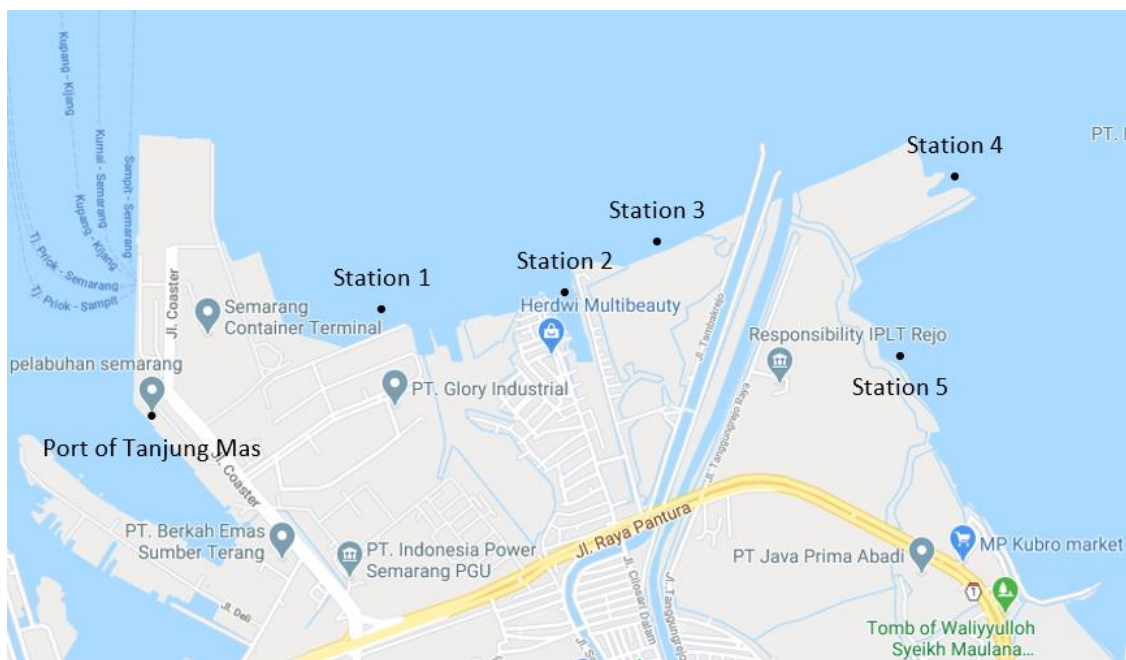 Kupang - Kijang
Kumai - Semarang
Sampit - Semarang
Kupang - Kijang
Tj. Priok - Semarang
Tj. Priok - Sampit
PT.
Station 4
Station 3
Station 2
Station 1
Herdwi Multibeauty
Jl. Coaster
Semarang
Container Terminal
Jl. Tambakrejo
Responsibility IPLT Rejo
Station 5
pelabuhan semarang
PT. Glory Industrial
Jl. Tanggungrejo Raya
Port of Tanjung Mas
Jl. Coaster
Jl. Raya Pantura
PT. Berkah Emas
Sumber Terang
PT. Indonesia Power
Semarang PGU
PT Java Prima Abadi
MP Kubro market
1
Jl. Deli
Jl. Cilosari Dalam
Jl. Tanggungrejo
Tomb of Waliyyulloh
Syeikh Maulana...